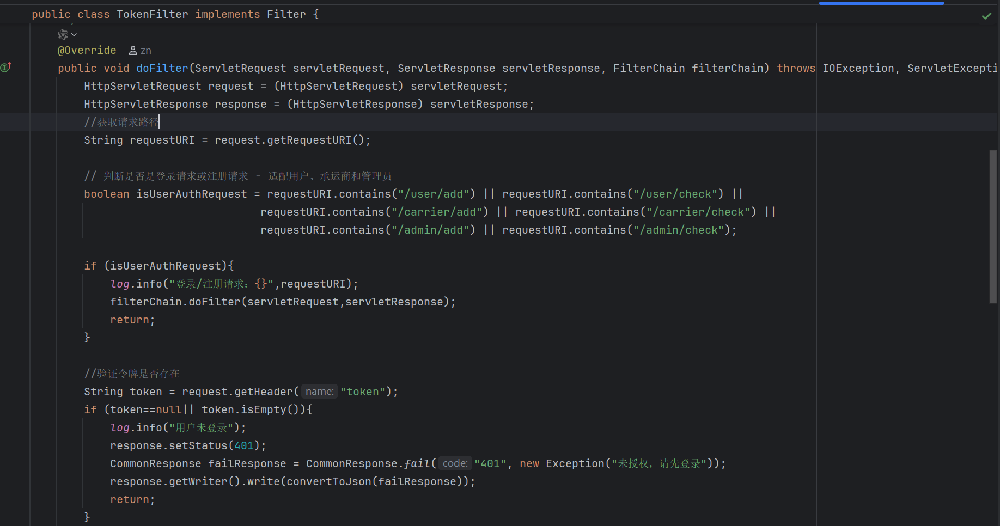 public class TokenFilter implements Filter {
@Override zn
public void doFilter(ServletRequest servletRequest, ServletResponse servletResponse, FilterChain filterChain) throws IOException, ServletExcepti
HttpServletRequest request = (HttpServletRequest) servletRequest;
HttpServletResponse response = (HttpServletResponse) servletResponse;
//获取请求路径
String requestURI = request.getRequestURI();
// 判断是否是登录请求或注册请求 - 适配用户、承运商和管理员
boolean isUserAuthRequest = requestURI.contains("/user/add") || requestURI.contains("/user/check") ||
requestURI.contains("/carrier/add") || requestURI.contains("/carrier/check") ||
requestURI.contains("/admin/add") || requestURI.contains("/admin/check");
if (isUserAuthRequest){
log.info("登录/注册请求：{}",requestURI);
filterChain.doFilter(servletRequest,servletResponse);
return;
}
//验证令牌是否存在
String token = request.getHeader( name: "token");
if (token==null|| token.isEmpty()){
log.info("用户未登录");
response.setStatus(401);
CommonResponse failResponse = CommonResponse.fail( code: "401", new Exception("未授权，请先登录"));
response.getWriter().write(convertToJson(failResponse));
return;
}